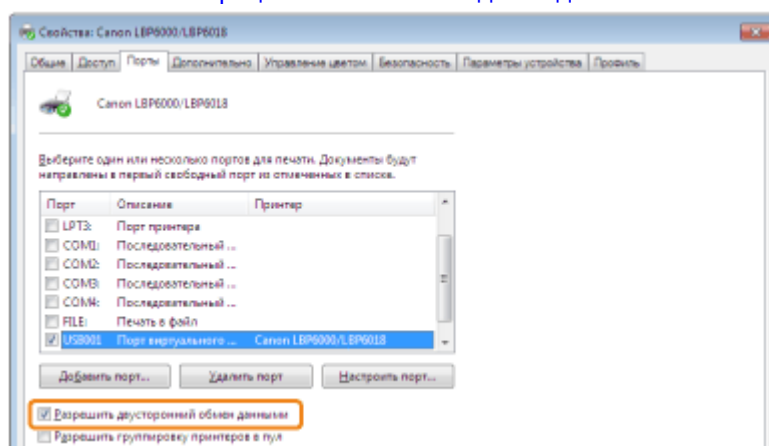 Свойства: Canon LBP6000/LBP6018
Общие Доступ Порты Дополнительно Управление цветом Безопасность Параметры устройства Профиль
Canon LBP6000/LBP6018
Выберите один или несколько портов для печати. Документы будут
направлены в первый свободный порт из отмеченных в списке.
Порт Описание Принтер
LPT3: Порт принтера
COM1: Последовательный ...
COM2: Последовательный ...
COM3: Последовательный ...
COM4: Последовательный ...
FILE: Печать в файл
USB001 Порт виртуального ... Canon LBP6000/LBP6018
Добавить порт... Удалить порт Настроить порт...
Разрешить двусторонний обмен данными
Разрешить группировку принтеров в пул